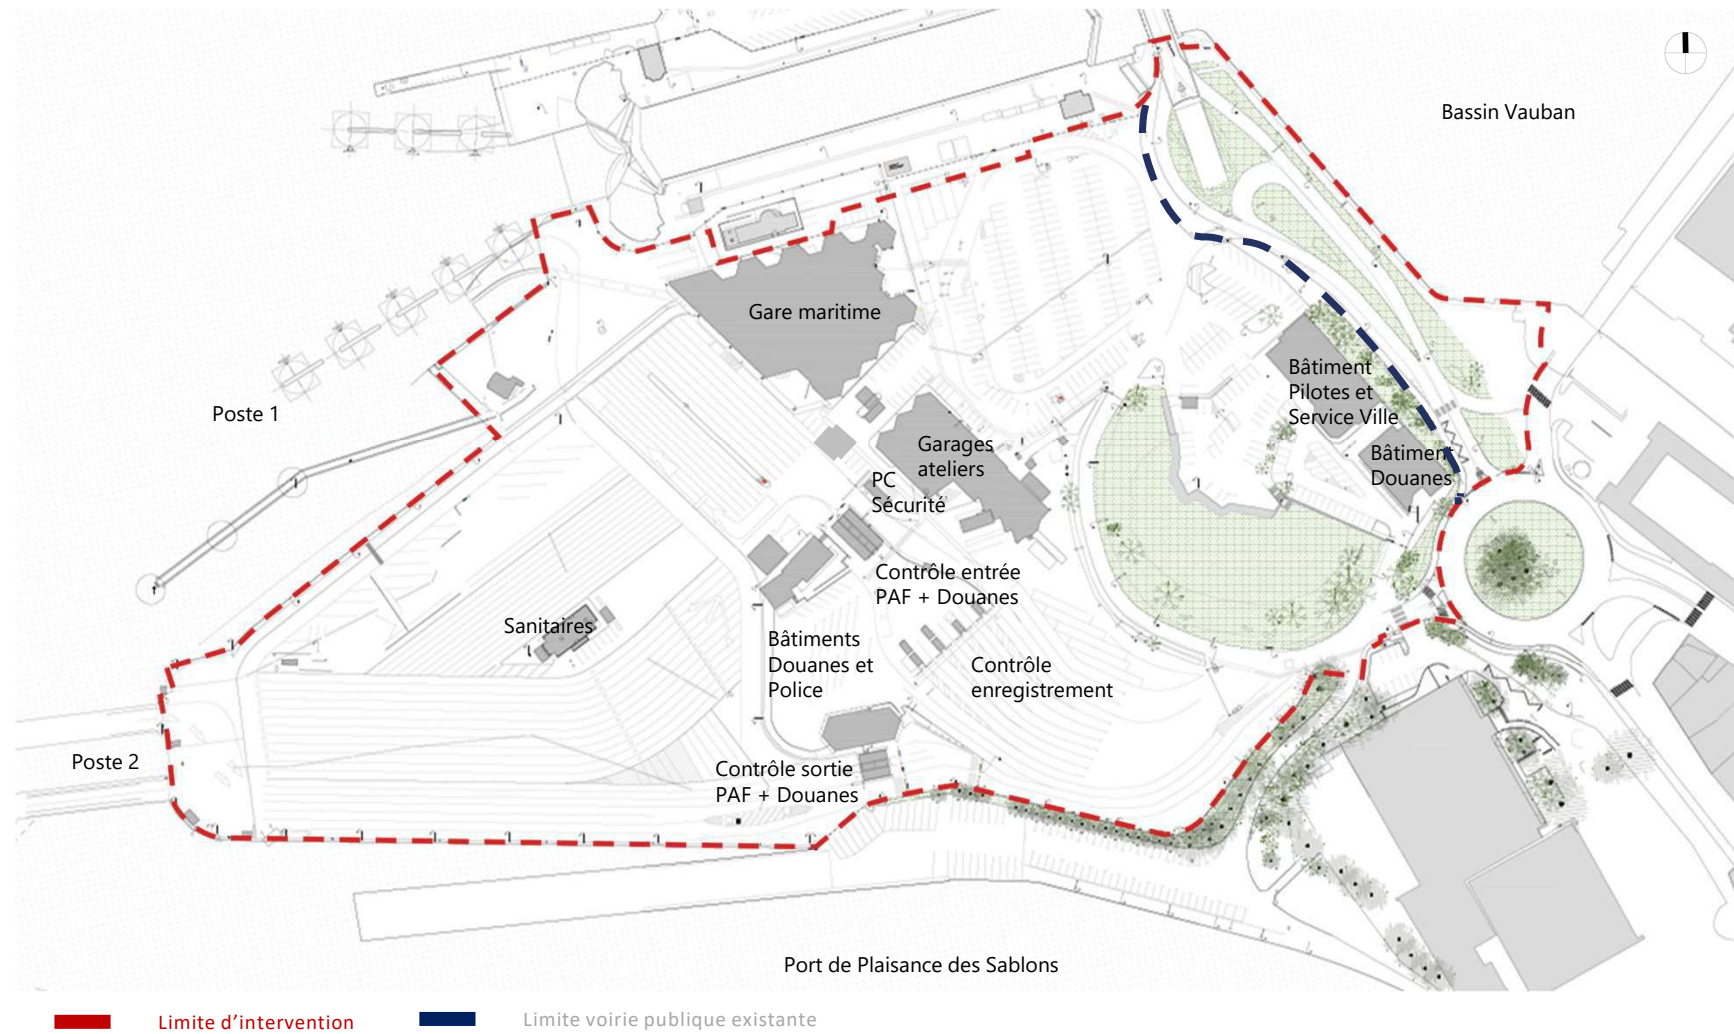 Bassin Vauban
Gare maritime
Bâtiment
Pilotes et
Service Ville
Poste 1
Garages
ateliers
Bâtiment
Douanes
PC
Sécurité
Contrôle entrée
PAF + Douanes
Sanitaires
Bâtiments
Douanes et
Police
Contrôle
enregistrement
Poste 2
Contrôle sortie
PAF + Douanes
Port de Plaisance des Sablons
Limite d'intervention
Limite voirie publique existante